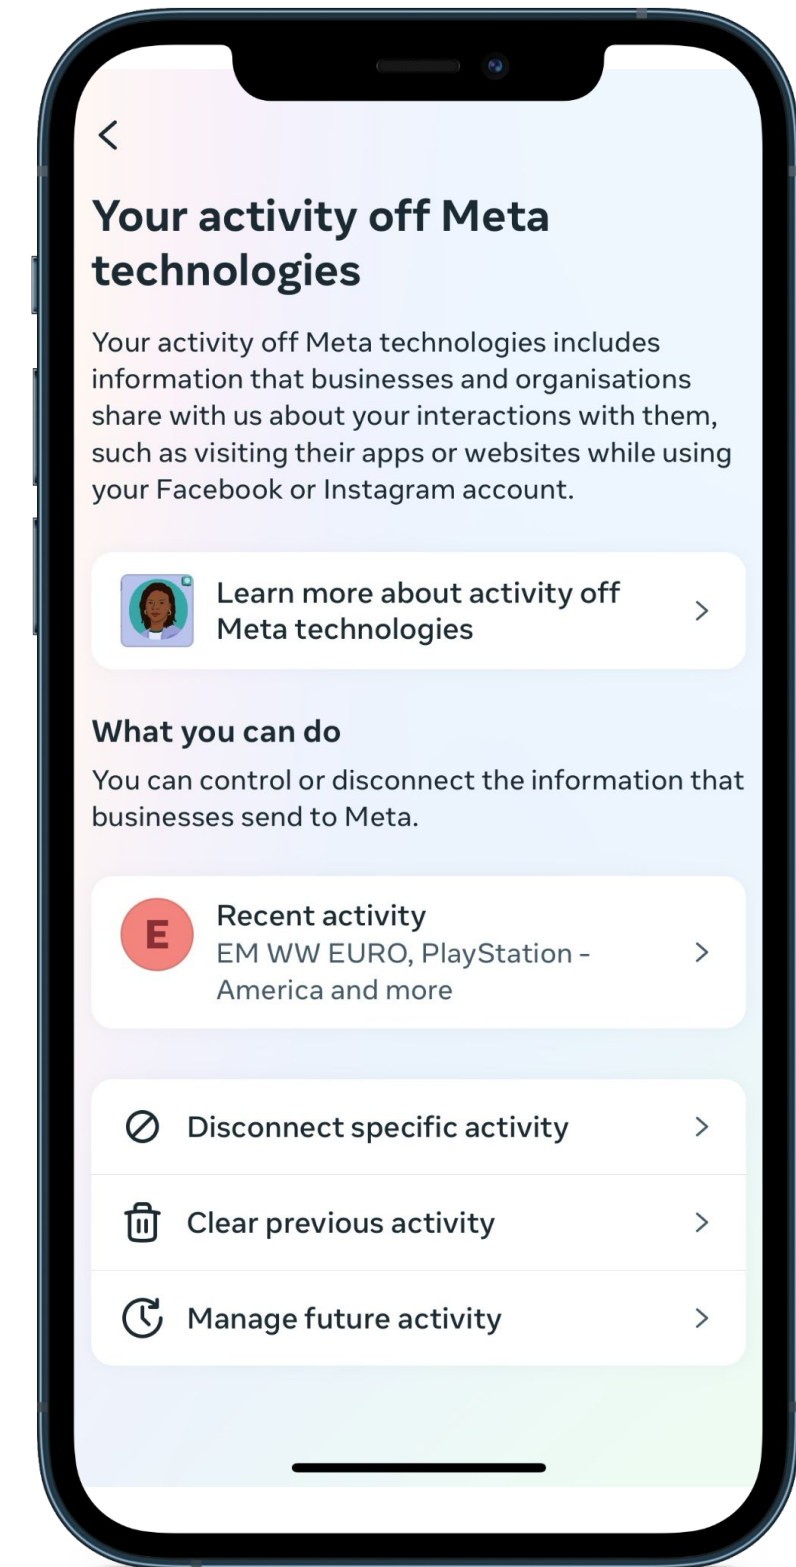 Your activity off Meta
technologies
Your activity off Meta technologies includes
information that businesses and organisations
share with us about your interactions with them,
such as visiting their apps or websites while using
your Facebook or Instagram account.
Learn more about activity off
Meta technologies
What you can do
You can control or disconnect the information that
businesses send to Meta.
E
Recent activity
EM WW EURO, PlayStation -
America and more
Disconnect specific activity
Clear previous activity
Manage future activity